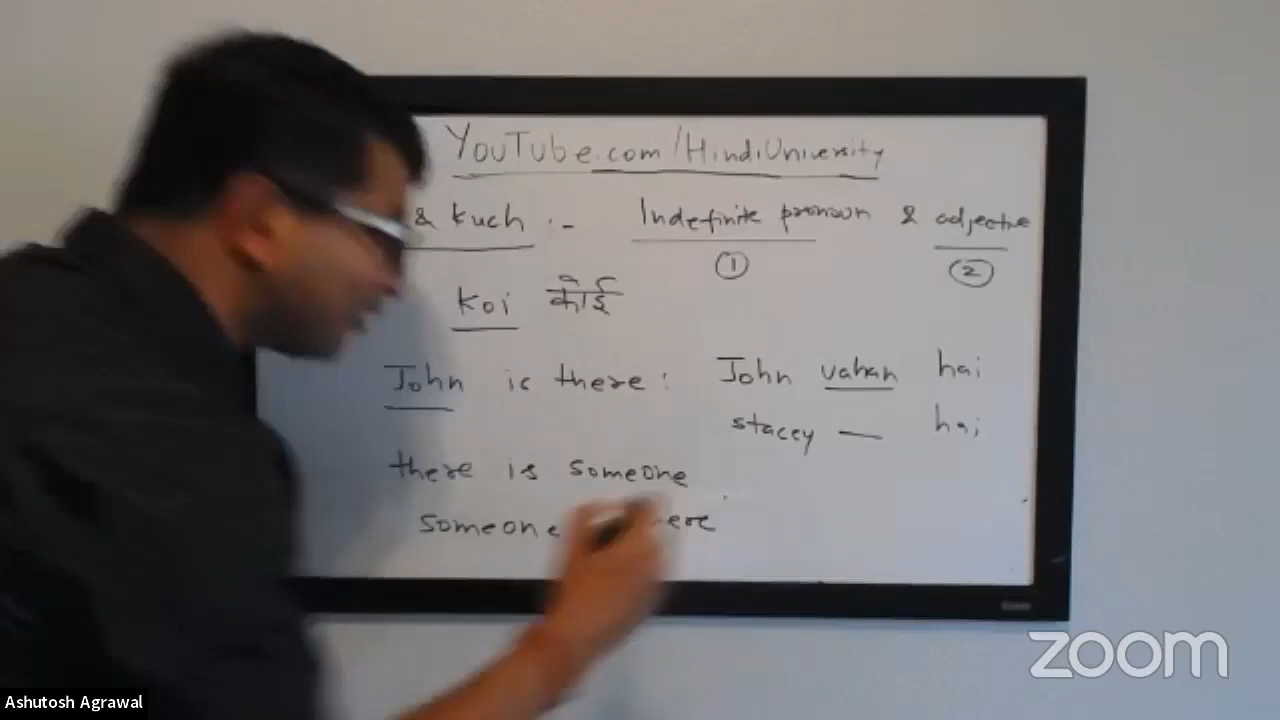 YouTube.com/HindiUniversity
& kuch :- Indefinite pronoun & adjective
① ②
koi कोई
John is there : John vahan hai
stacey — hai
there is someone
someone
zoom
Ashutosh Agrawal